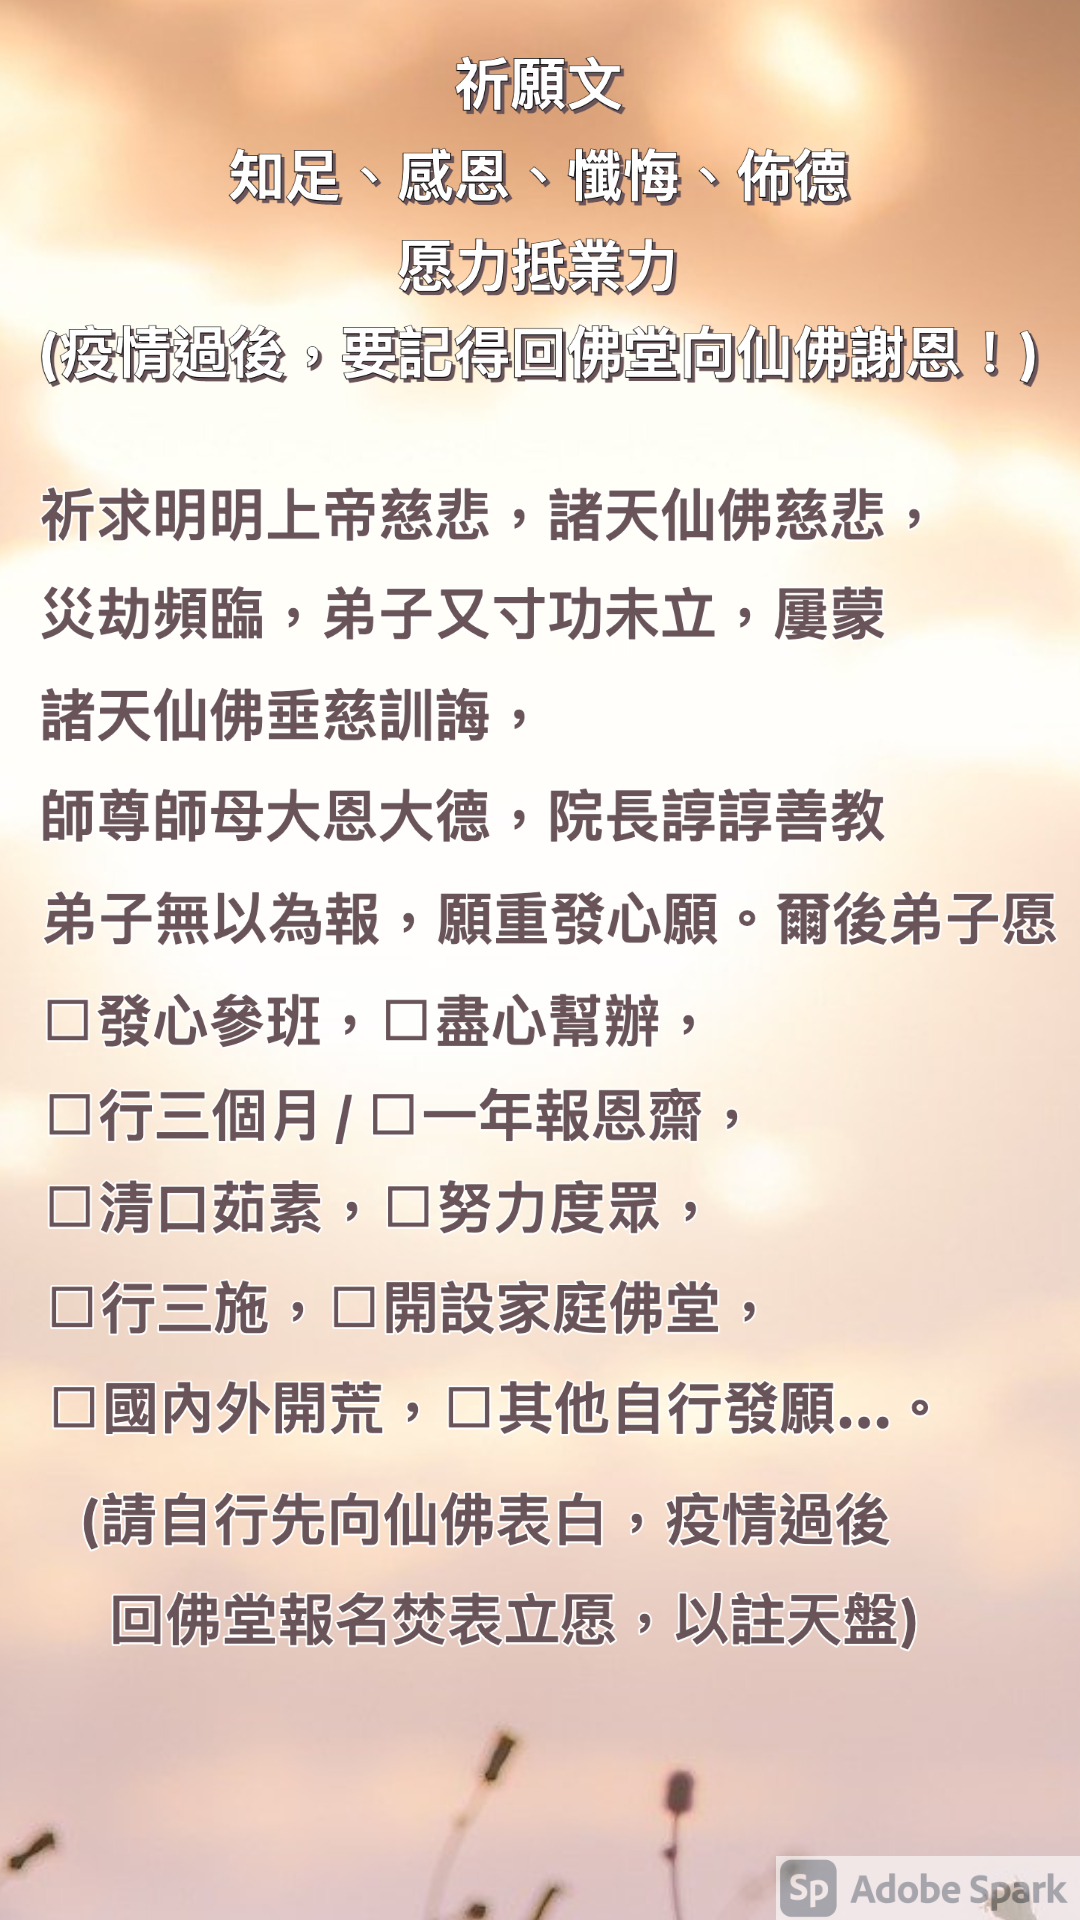 祈願文
知足、感恩、懺悔、佈德
愿力抵業力
(疫情過後，要記得回佛堂向仙佛謝恩！)
祈求明明上帝慈悲，諸天仙佛慈悲，
災劫頻臨，弟子又寸功未立，屢蒙
諸天仙佛垂慈訓誨，
師尊師母大恩大德，院長諄諄善教
弟子無以為報，願重發心願。爾後弟子愿
□發心參班，□盡心幫辦，
□行三個月/□一年報恩齋，
□清口茹素，□努力度眾，
□行三施，□開設家庭佛堂，
□國內外開荒，□其他自行發願...。
(請自行先向仙佛表白，疫情過後
回佛堂報名焚表立愿，以註天盤)
Sp Adobe Spark